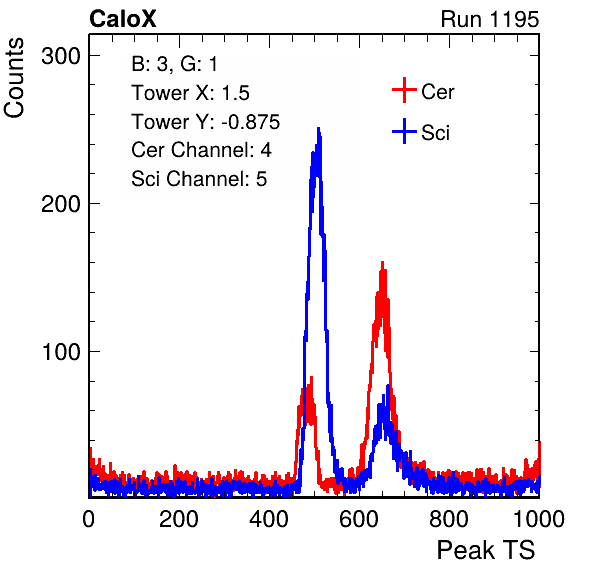 CaloX
Run 1195
Counts
300
200
100
B: 3, G: 1
Tower X: 1.5
Tower Y: -0.875
Cer Channel: 4
Sci Channel: 5
Cer
Sci
0 200 400 600 800 1000
Peak TS